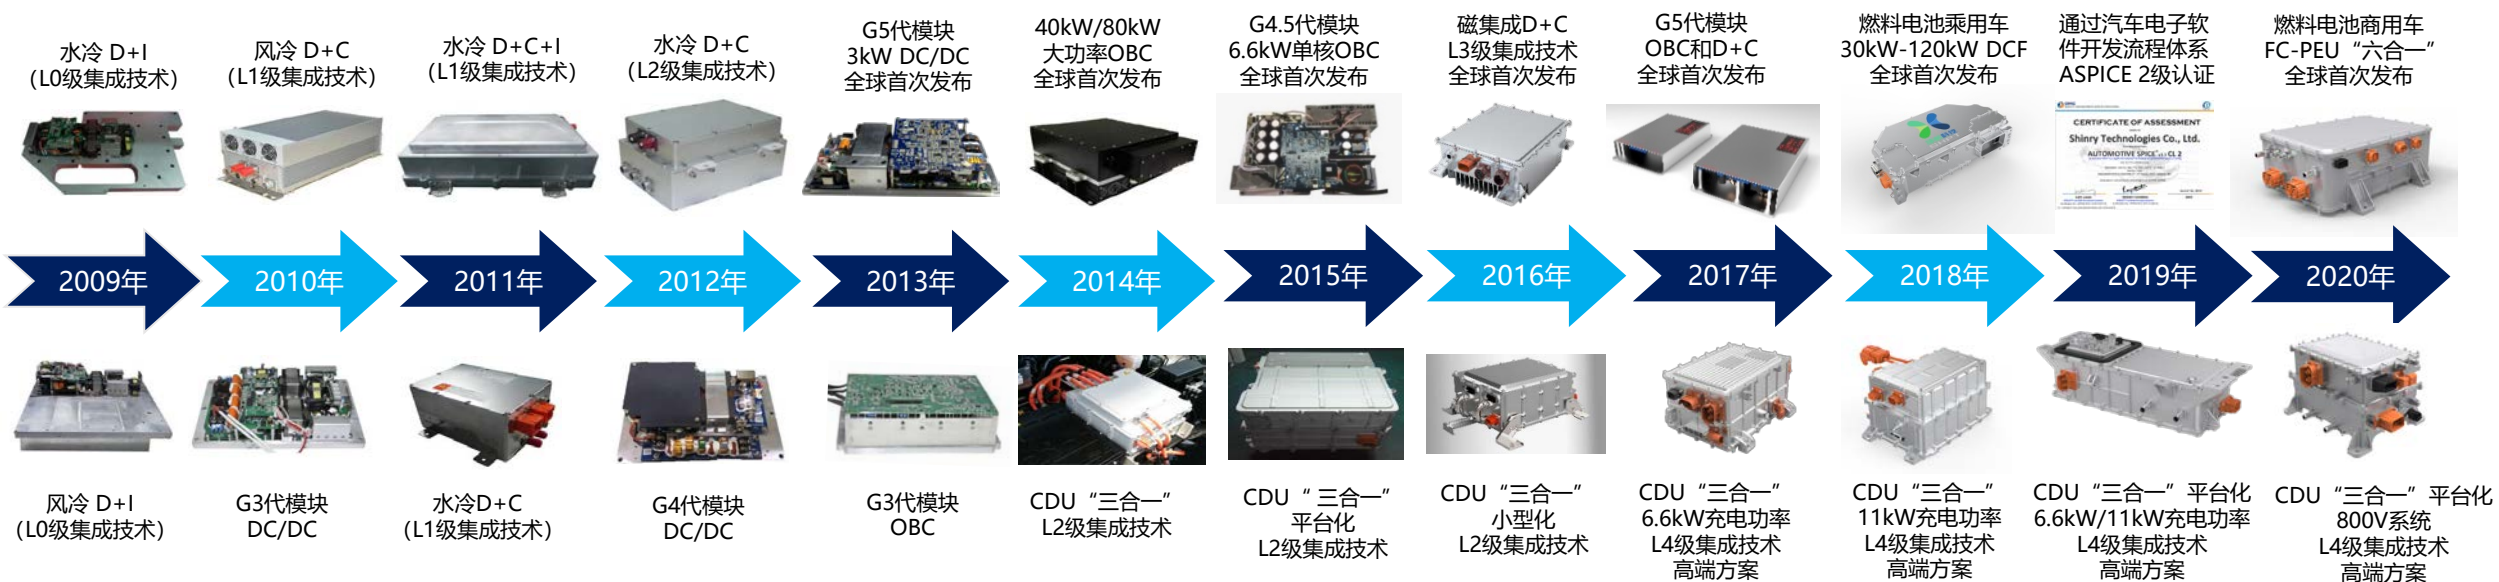 水冷 D+I
(L0级集成技术)
风冷 D+C
(L1级集成技术)
水冷 D+C+I
(L1级集成技术)
水冷 D+C
(L2级集成技术)
G5代模块
3kW DC/DC
全球首次发布
40kW/80kW
大功率OBC
全球首次发布
G4.5代模块
6.6kW单核OBC
全球首次发布
磁集成D+C
L3级集成技术
全球首次发布
G5代模块
OBC和D+C
全球首次发布
燃料电池乘用车
30kW-120kW DCF
全球首次发布
通过汽车电子软
件开发流程体系
ASPICE 2级认证
燃料电池商用车
FC-PEU“六合一”
全球首次发布
CERTIFICATE OF ASSESSMENT
Shinry Technologies Co., Ltd.
AUTOMOTIVE SPICE
CL 2
2009年
2010年
2011年
2012年
2013年
2014年
2015年
2016年
2017年
2018年
2019年
2020年
风冷 D+I
(L0级集成技术)
G3代模块
DC/DC
水冷D+C
(L1级集成技术)
G4代模块
DC/DC
G3代模块
OBC
CDU“三合一”
L2级集成技术
CDU“ 三合一”
平台化
L2级集成技术
CDU“三合一”
小型化
L2级集成技术
CDU“三合一”
6.6kW充电功率
L4级集成技术
高端方案
CDU“三合一”
11kW充电功率
L4级集成技术
高端方案
CDU“三合一”平台化
6.6kW/11kW充电功率
L4级集成技术
高端方案
CDU“三合一”平台化
800V系统
L4级集成技术
高端方案